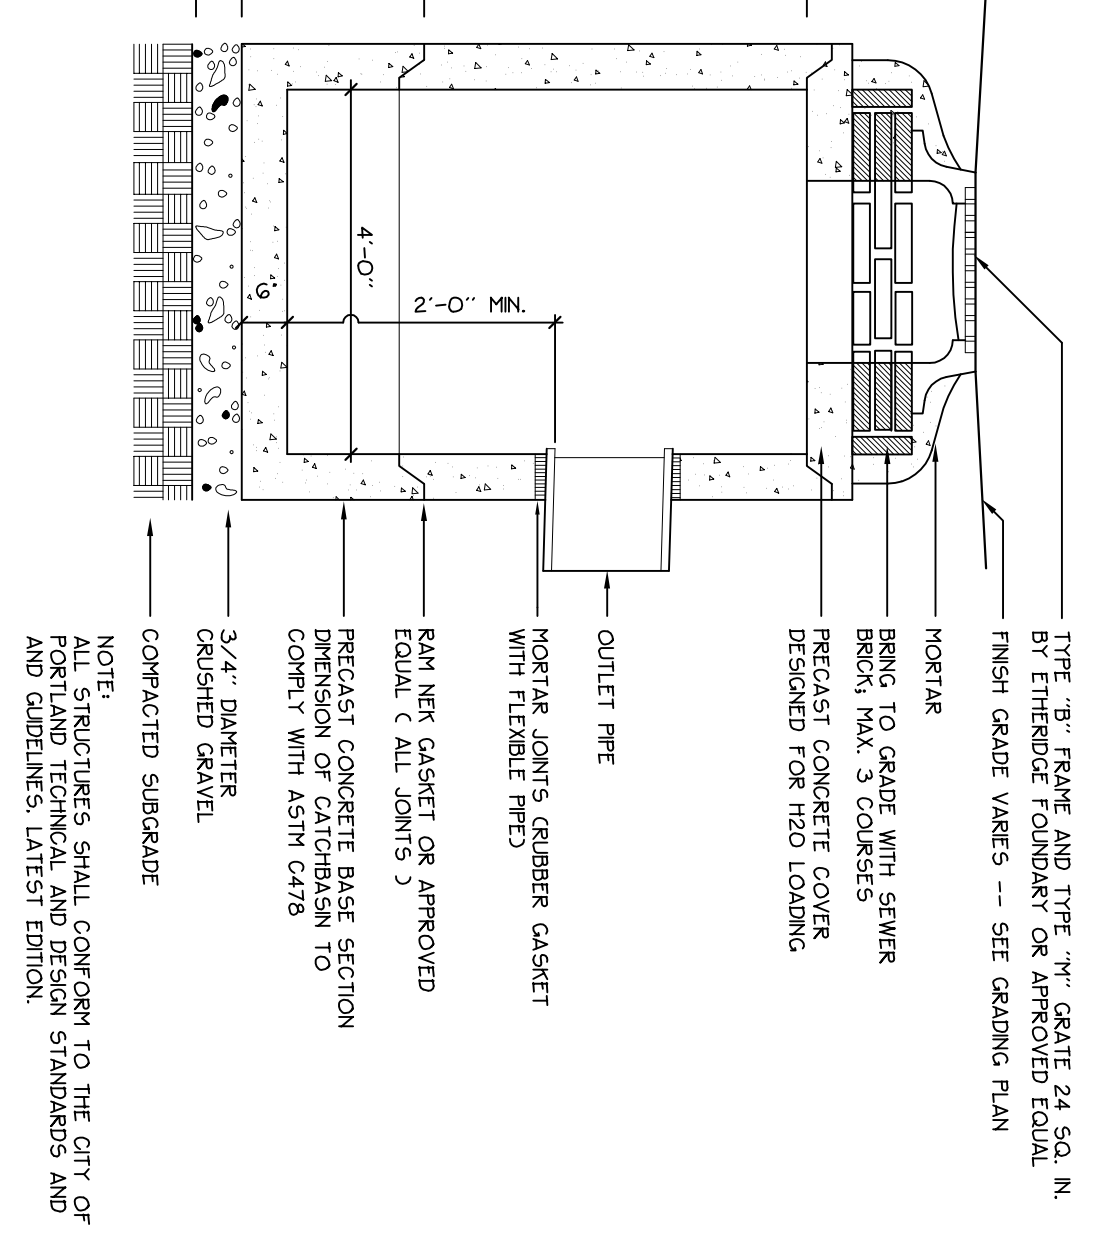 TYPE "B" FRAME AND TYPE "M" GRATE 24 SQ. IN.
BY ETHERIDGE FOUNDARY OR APPROVED EQUAL
FINISH GRADE VARIES -- SEE GRADING PLAN
MORTAR
BRING TO GRADE WITH SEWER
BRICK; MAX. 3 COURSES
PRECAST CONCRETE COVER
DESIGNED FOR H20 LOADING
OUTLET PIPE
MORTAR JOINTS (RUBBER GASKET
WITH FLEXIBLE PIPE)
RAM NEK GASKET OR APPROVED
EQUAL ( ALL JOINTS )
PRECAST CONCRETE BASE SECTION
DIMENSION OF CATCHBASIN TO
COMPLY WITH ASTM C478
3/4" DIAMETER
CRUSHED GRAVEL
COMPACTED SUBGRADE
NOTE:
ALL STRUCTURES SHALL CONFORM TO THE CITY OF
PORTLAND TECHNICAL AND DESIGN STANDARDS AND
AND GUIDELINES, LATEST EDITION.
4'-0"
2'-0" MIN.
6"